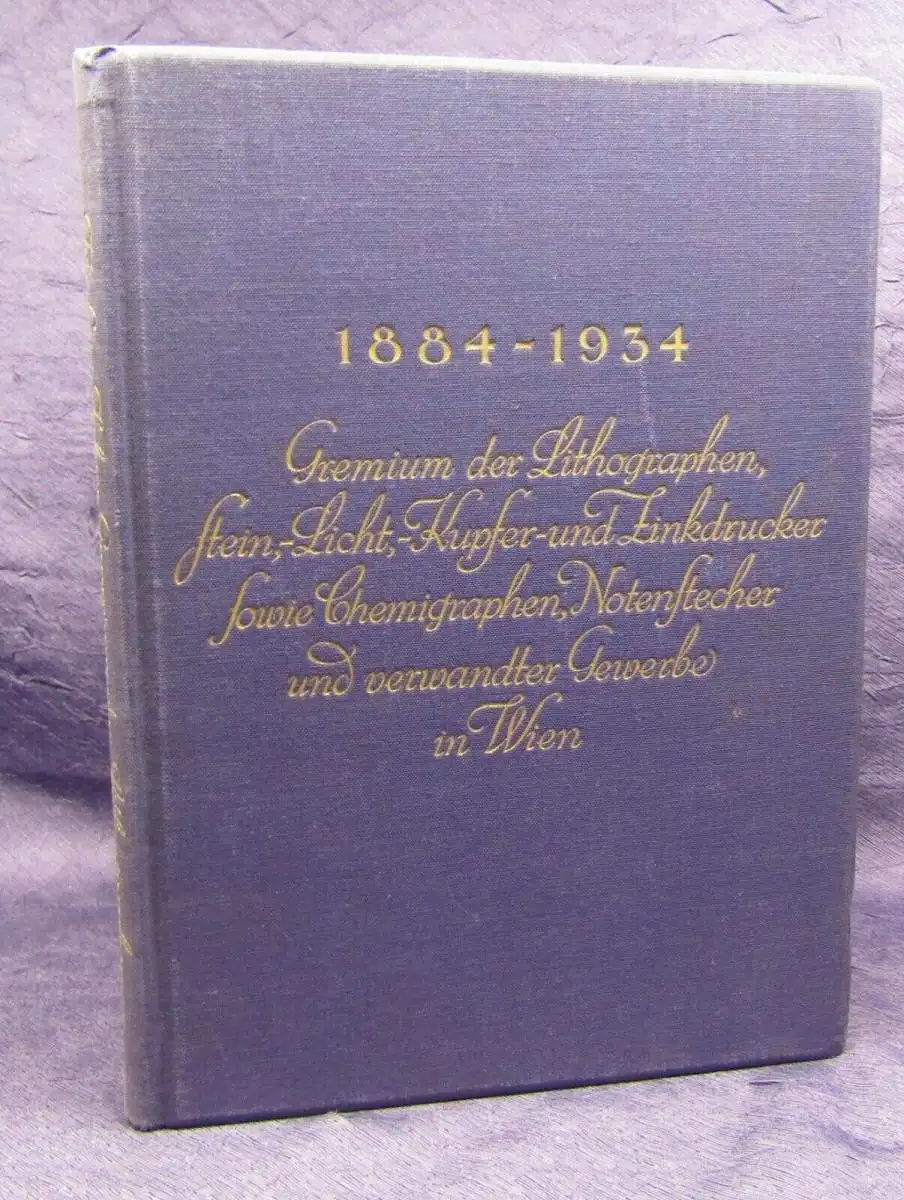 1884-1934
Gremium der Lithographen,
Stein,-Licht,-Kupfer-und Zinkdrucker
sowie Chemigraphen, Notenstecher
und verwandter Gewerbe
in Wien